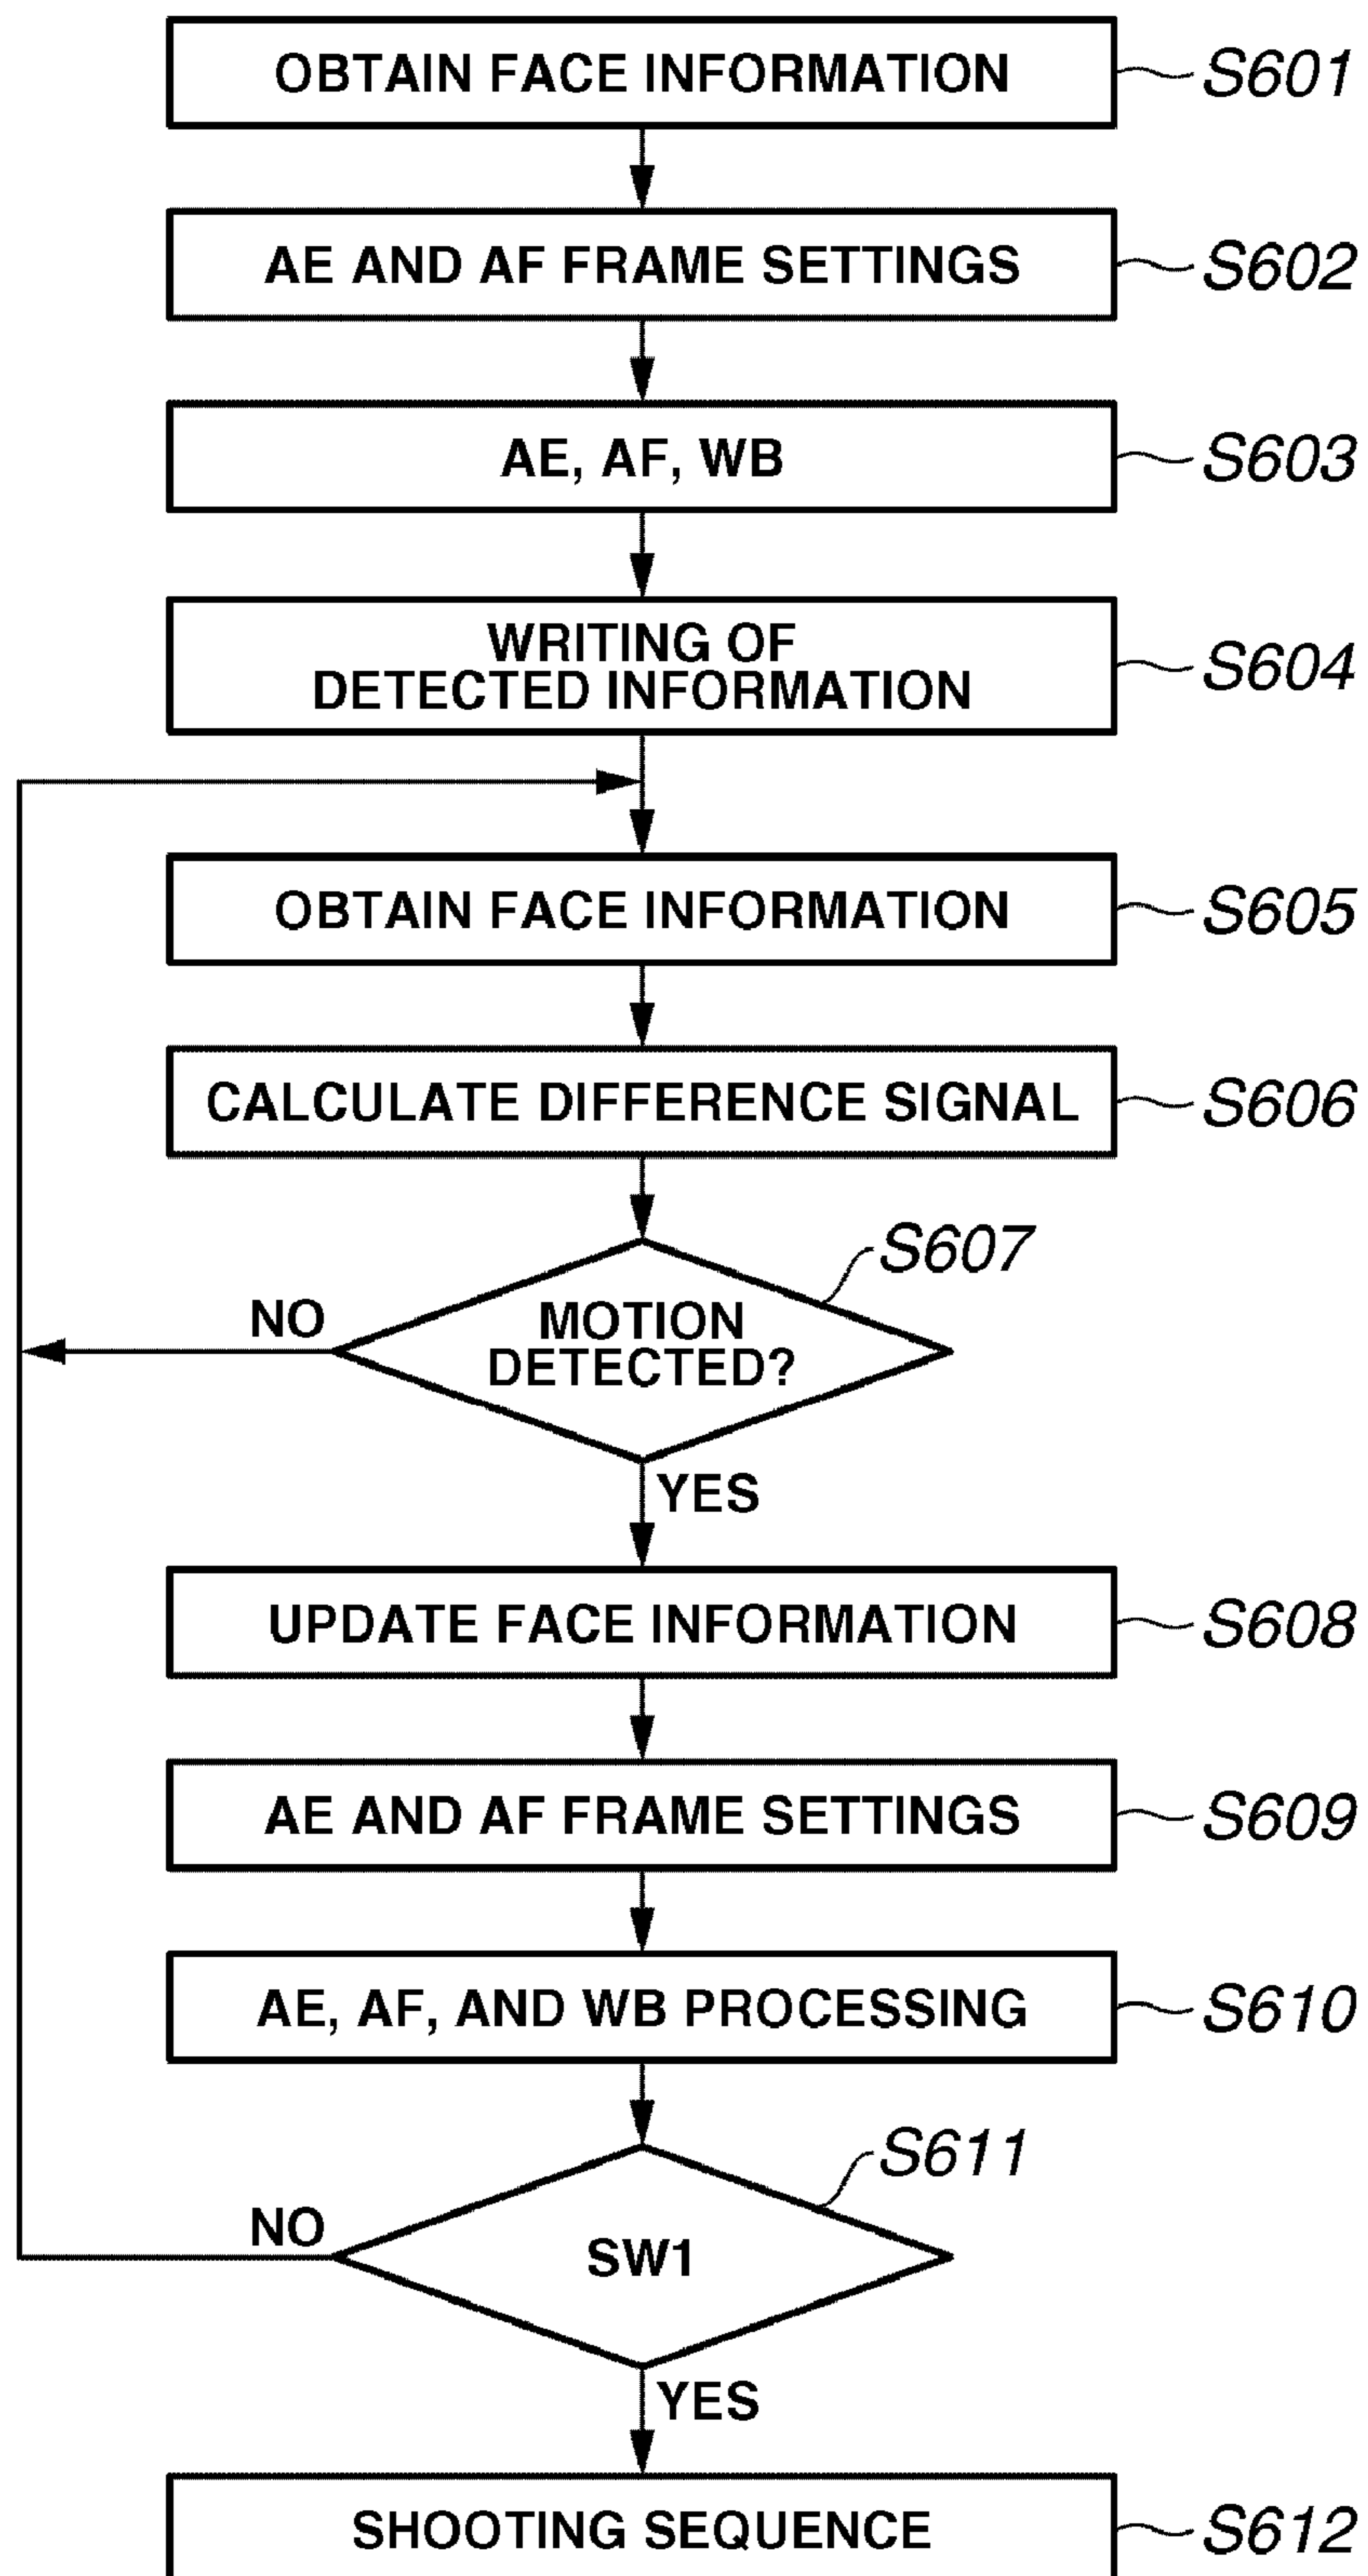 OBTAIN FACE INFORMATION
S601
AE AND AF FRAME SETTINGS
S602
AE, AF, WB
S603
WRITING OF
DETECTED INFORMATION
S604
OBTAIN FACE INFORMATION
S605
CALCULATE DIFFERENCE SIGNAL
S606
S607
MOTION
DETECTED?
NO
YES
UPDATE FACE INFORMATION
S608
AE AND AF FRAME SETTINGS
S609
AE, AF, AND WB PROCESSING
S610
S611
SW1
NO
YES
SHOOTING SEQUENCE
S612